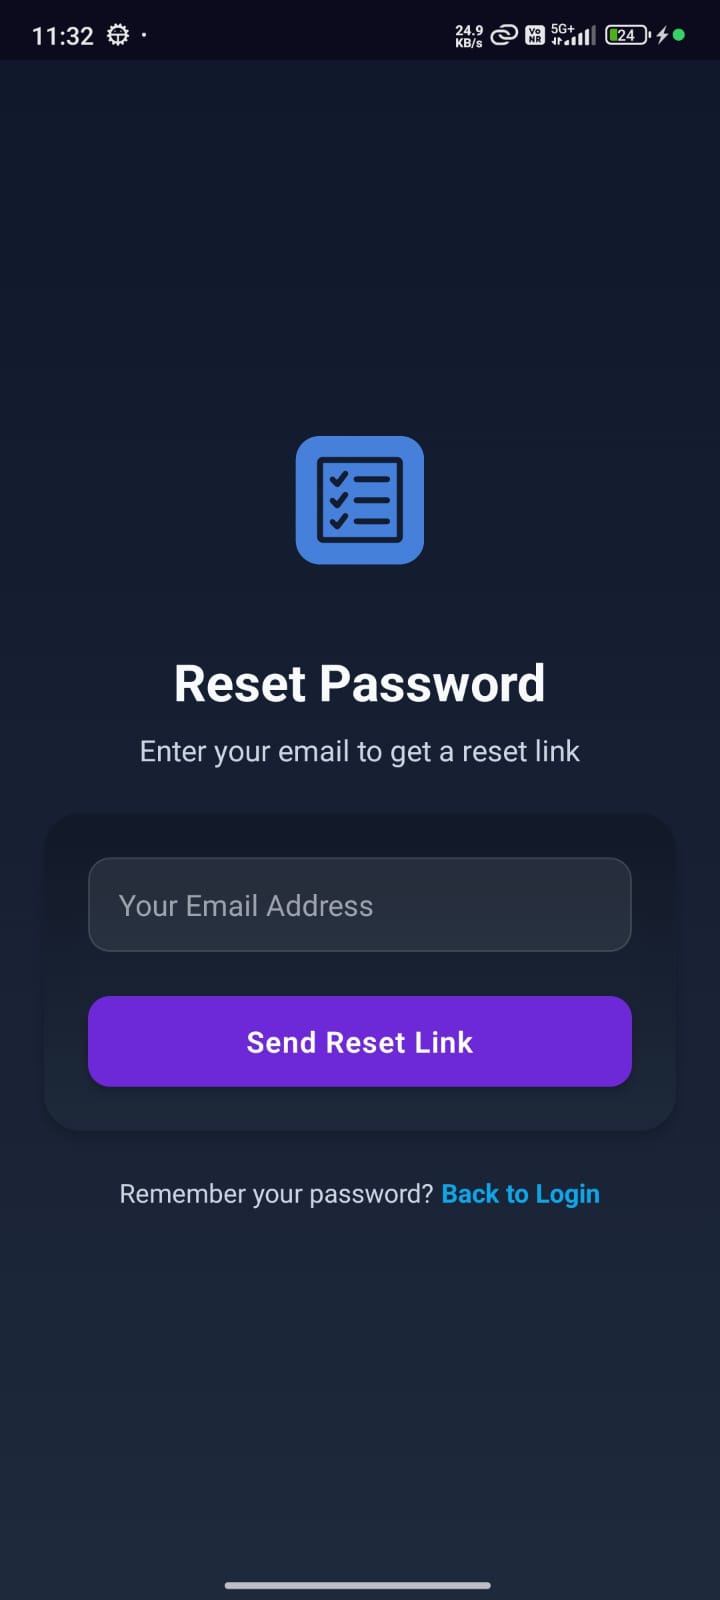 11:32
24.9
KB/s
Vo
NR
5G+
24
Reset Password
Enter your email to get a reset link
Your Email Address
Send Reset Link
Remember your password? Back to Login